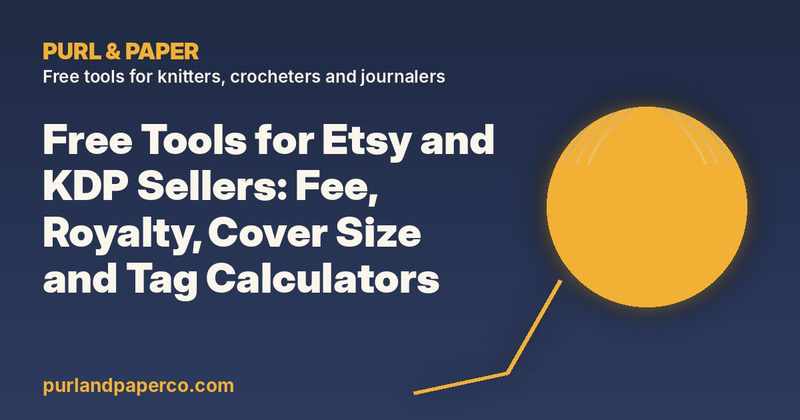 PURL & PAPER
Free tools for knitters, crocheters and journalers
Free Tools for Etsy and
KDP Sellers: Fee,
Royalty, Cover Size
and Tag Calculators
purlandpaperco.com